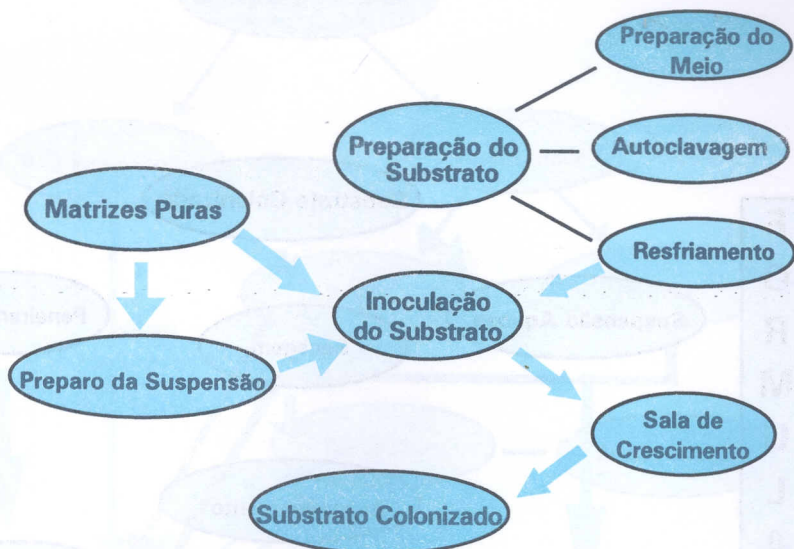 Preparação do
Meio
Preparação do
Substrato
Autoclavagem
Matrizes Puras
Resfriamento
Inoculação
do Substrato
Preparo da Suspensão
Sala de
Crescimento
Substrato Colonizado